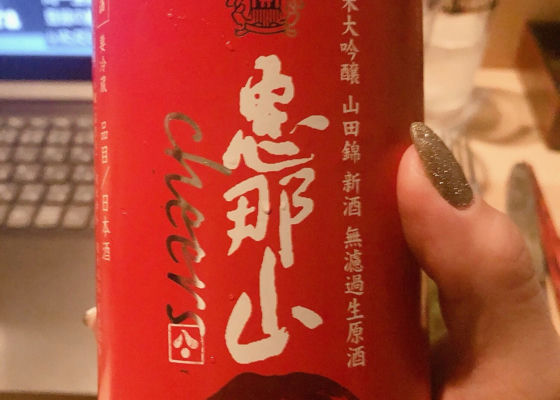 米大吟醸 山田錦 新酒 無濾過生原酒
恵那山
cheers
要冷蔵 品目/日本酒